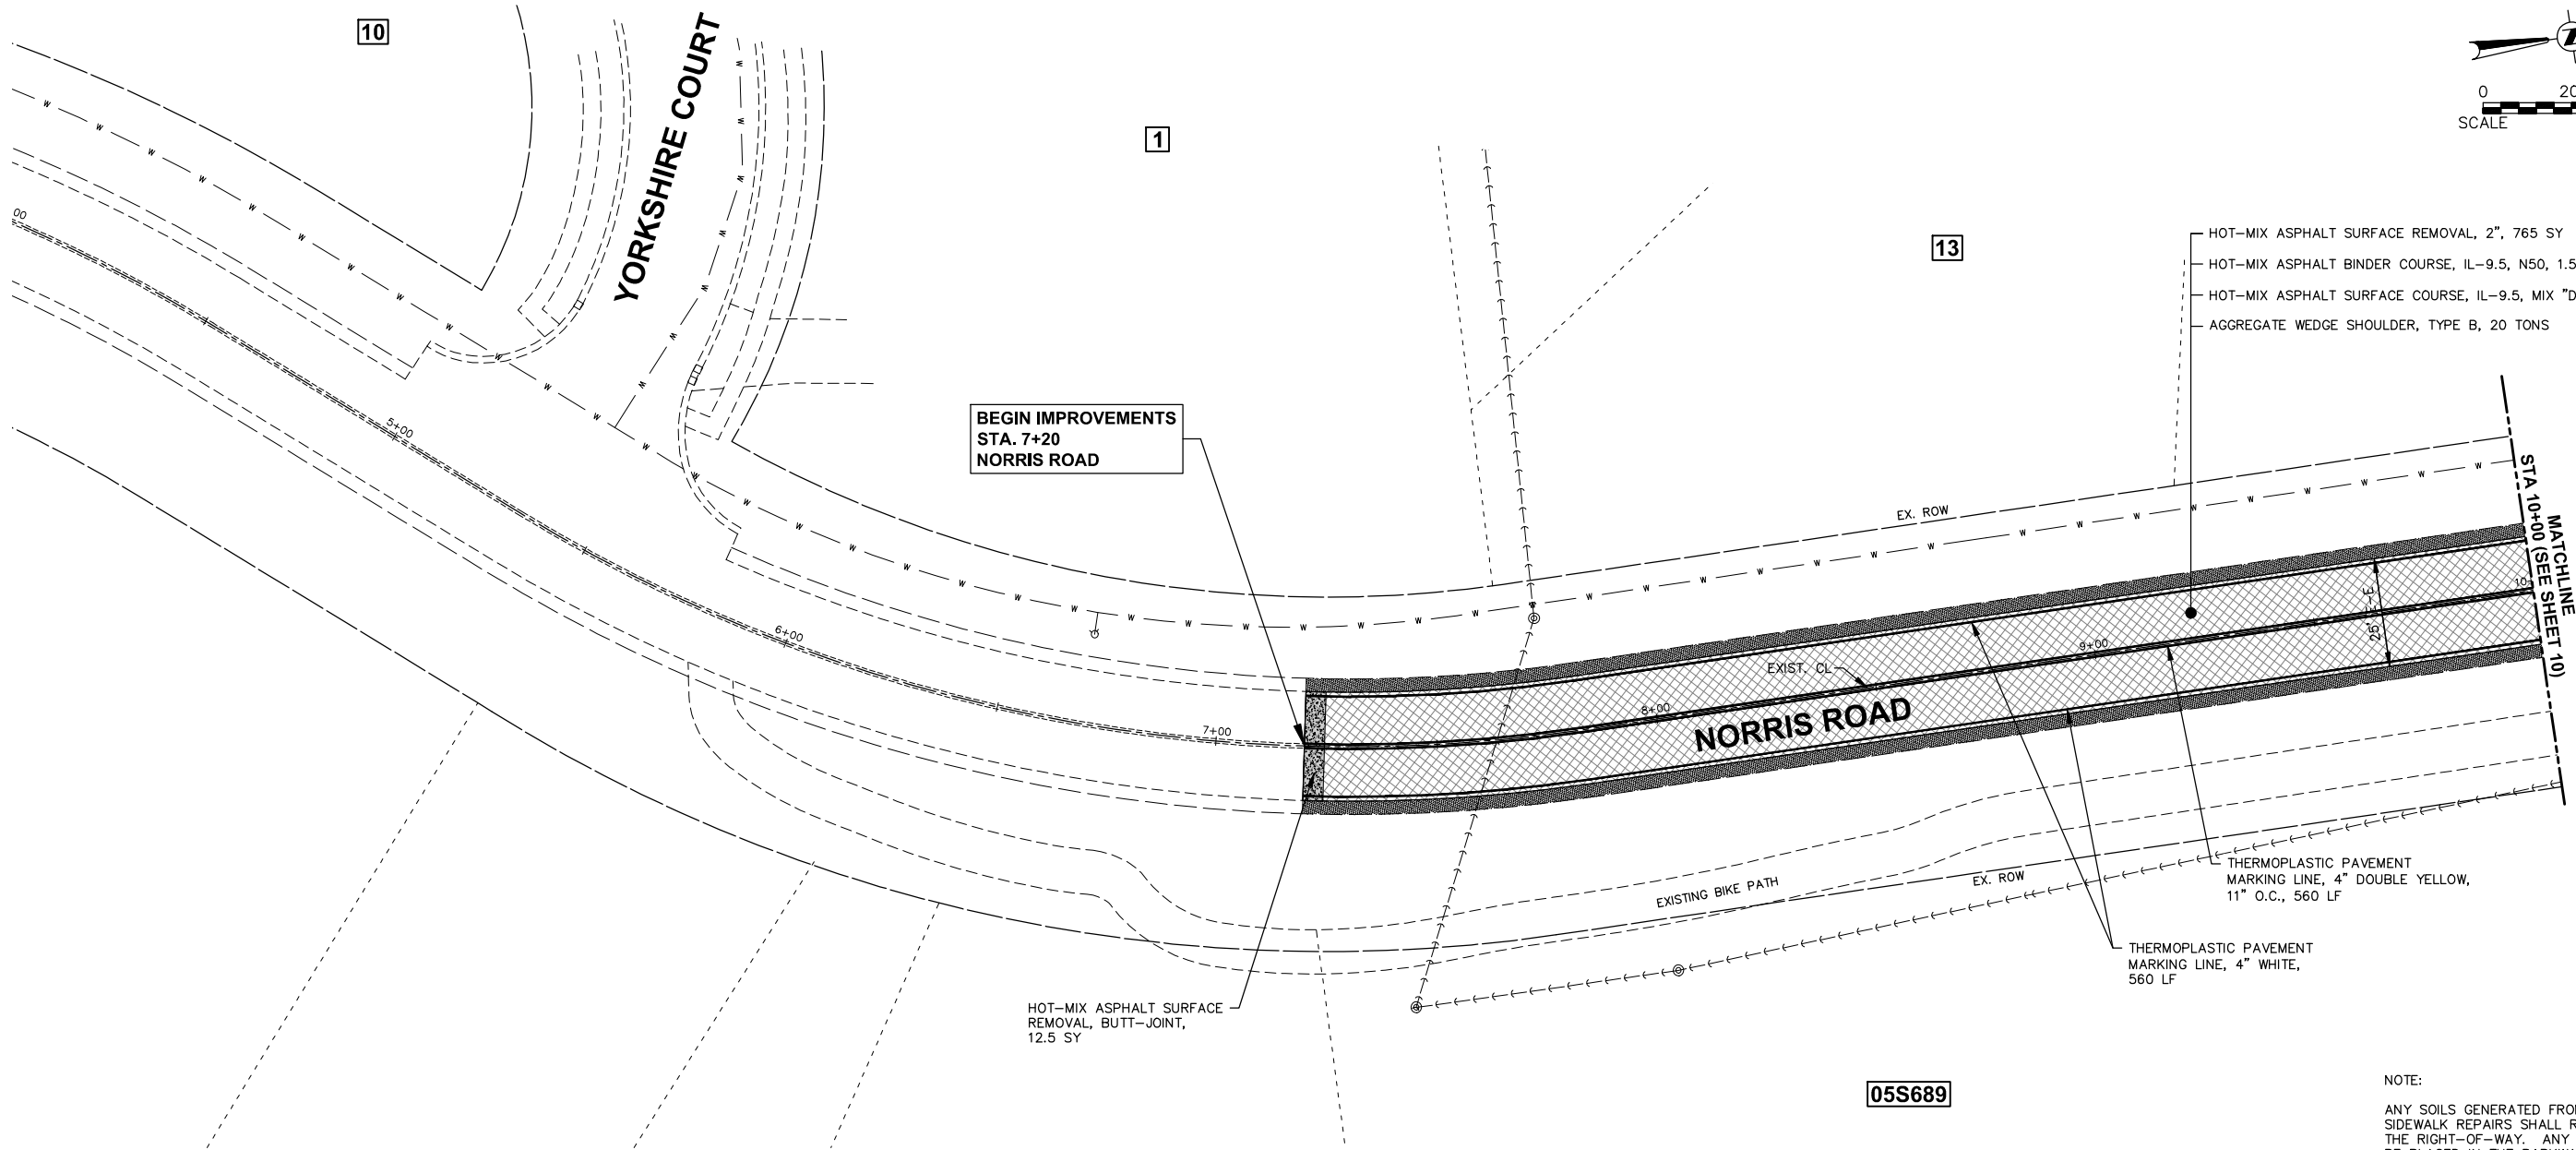 10
YORKSHIRE COURT
1
13
0
20
SCALE
HOT-MIX ASPHALT SURFACE REMOVAL, 2", 765 SY
HOT-MIX ASPHALT BINDER COURSE, IL-9.5, N50, 1.5
HOT-MIX ASPHALT SURFACE COURSE, IL-9.5, MIX "D
AGGREGATE WEDGE SHOULDER, TYPE B, 20 TONS
BEGIN IMPROVEMENTS
STA. 7+20
NORRIS ROAD
00
5+00
6+00
7+00
8+00
9+00
10
EX. ROW
EXIST. CL
NORRIS ROAD
25' E-E
MATCHLINE
STA 10+00 (SEE SHEET 10)
EXISTING BIKE PATH
EX. ROW
THERMOPLASTIC PAVEMENT
MARKING LINE, 4" DOUBLE YELLOW,
11" O.C., 560 LF
THERMOPLASTIC PAVEMENT
MARKING LINE, 4" WHITE,
560 LF
HOT-MIX ASPHALT SURFACE
REMOVAL, BUTT-JOINT,
12.5 SY
05S689
NOTE:
ANY SOILS GENERATED FRO
SIDEWALK REPAIRS SHALL R
THE RIGHT-OF-WAY. ANY